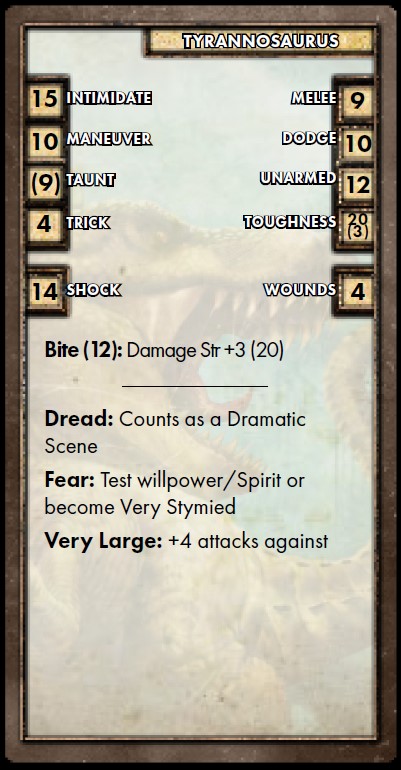 TYRANNOSAURUS
15 INTIMIDATE MELEE 9
10 MANEUVER DODGE 10
(9) TAUNT UNARMED 12
4 TRICK TOUGHNESS 20 (3)
14 SHOCK WOUNDS 4
Bite (12): Damage Str +3 (20)
Dread: Counts as a Dramatic
Scene
Fear: Test willpower/Spirit or
become Very Stymied
Very Large: +4 attacks against